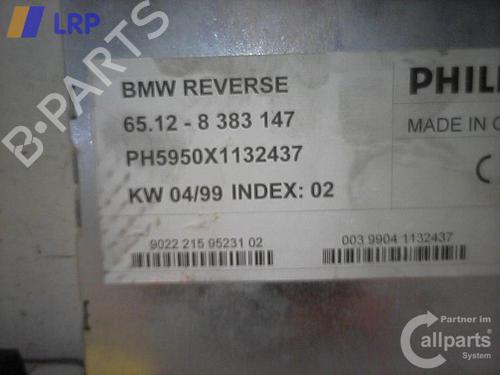 LRP
B-PARTS
BMW REVERSE
PHIL
65.12 - 8 383 147
MADE IN
PH5950X1132437
KW 04/99 INDEX: 02
9022 215 95231 02
003 9904 1132437
Partner im
Callparts
System